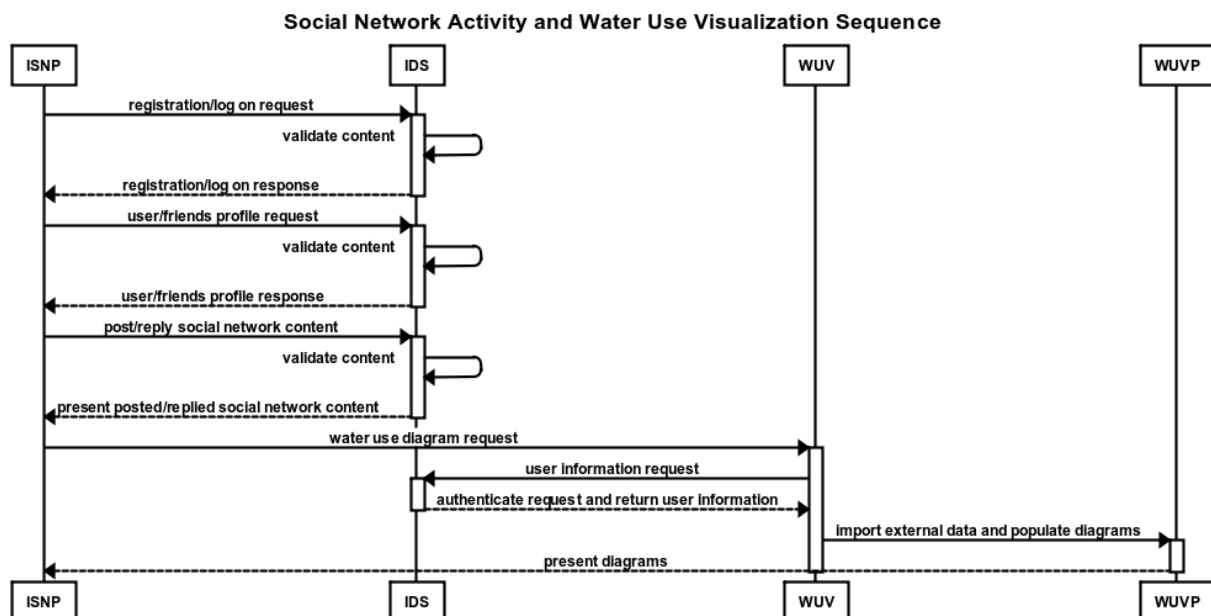 Social Network Activity and Water Use Visualization Sequence
ISNP IDS WUV WUVP
registration/log on request
validate content
registration/log on response
user/friends profile request
validate content
user/friends profile response
post/reply social network content
validate content
present posted/replied social network content
water use diagram request
user information request
authenticate request and return user information
import external data and populate diagrams
present diagrams
ISNP IDS WUV WUVP